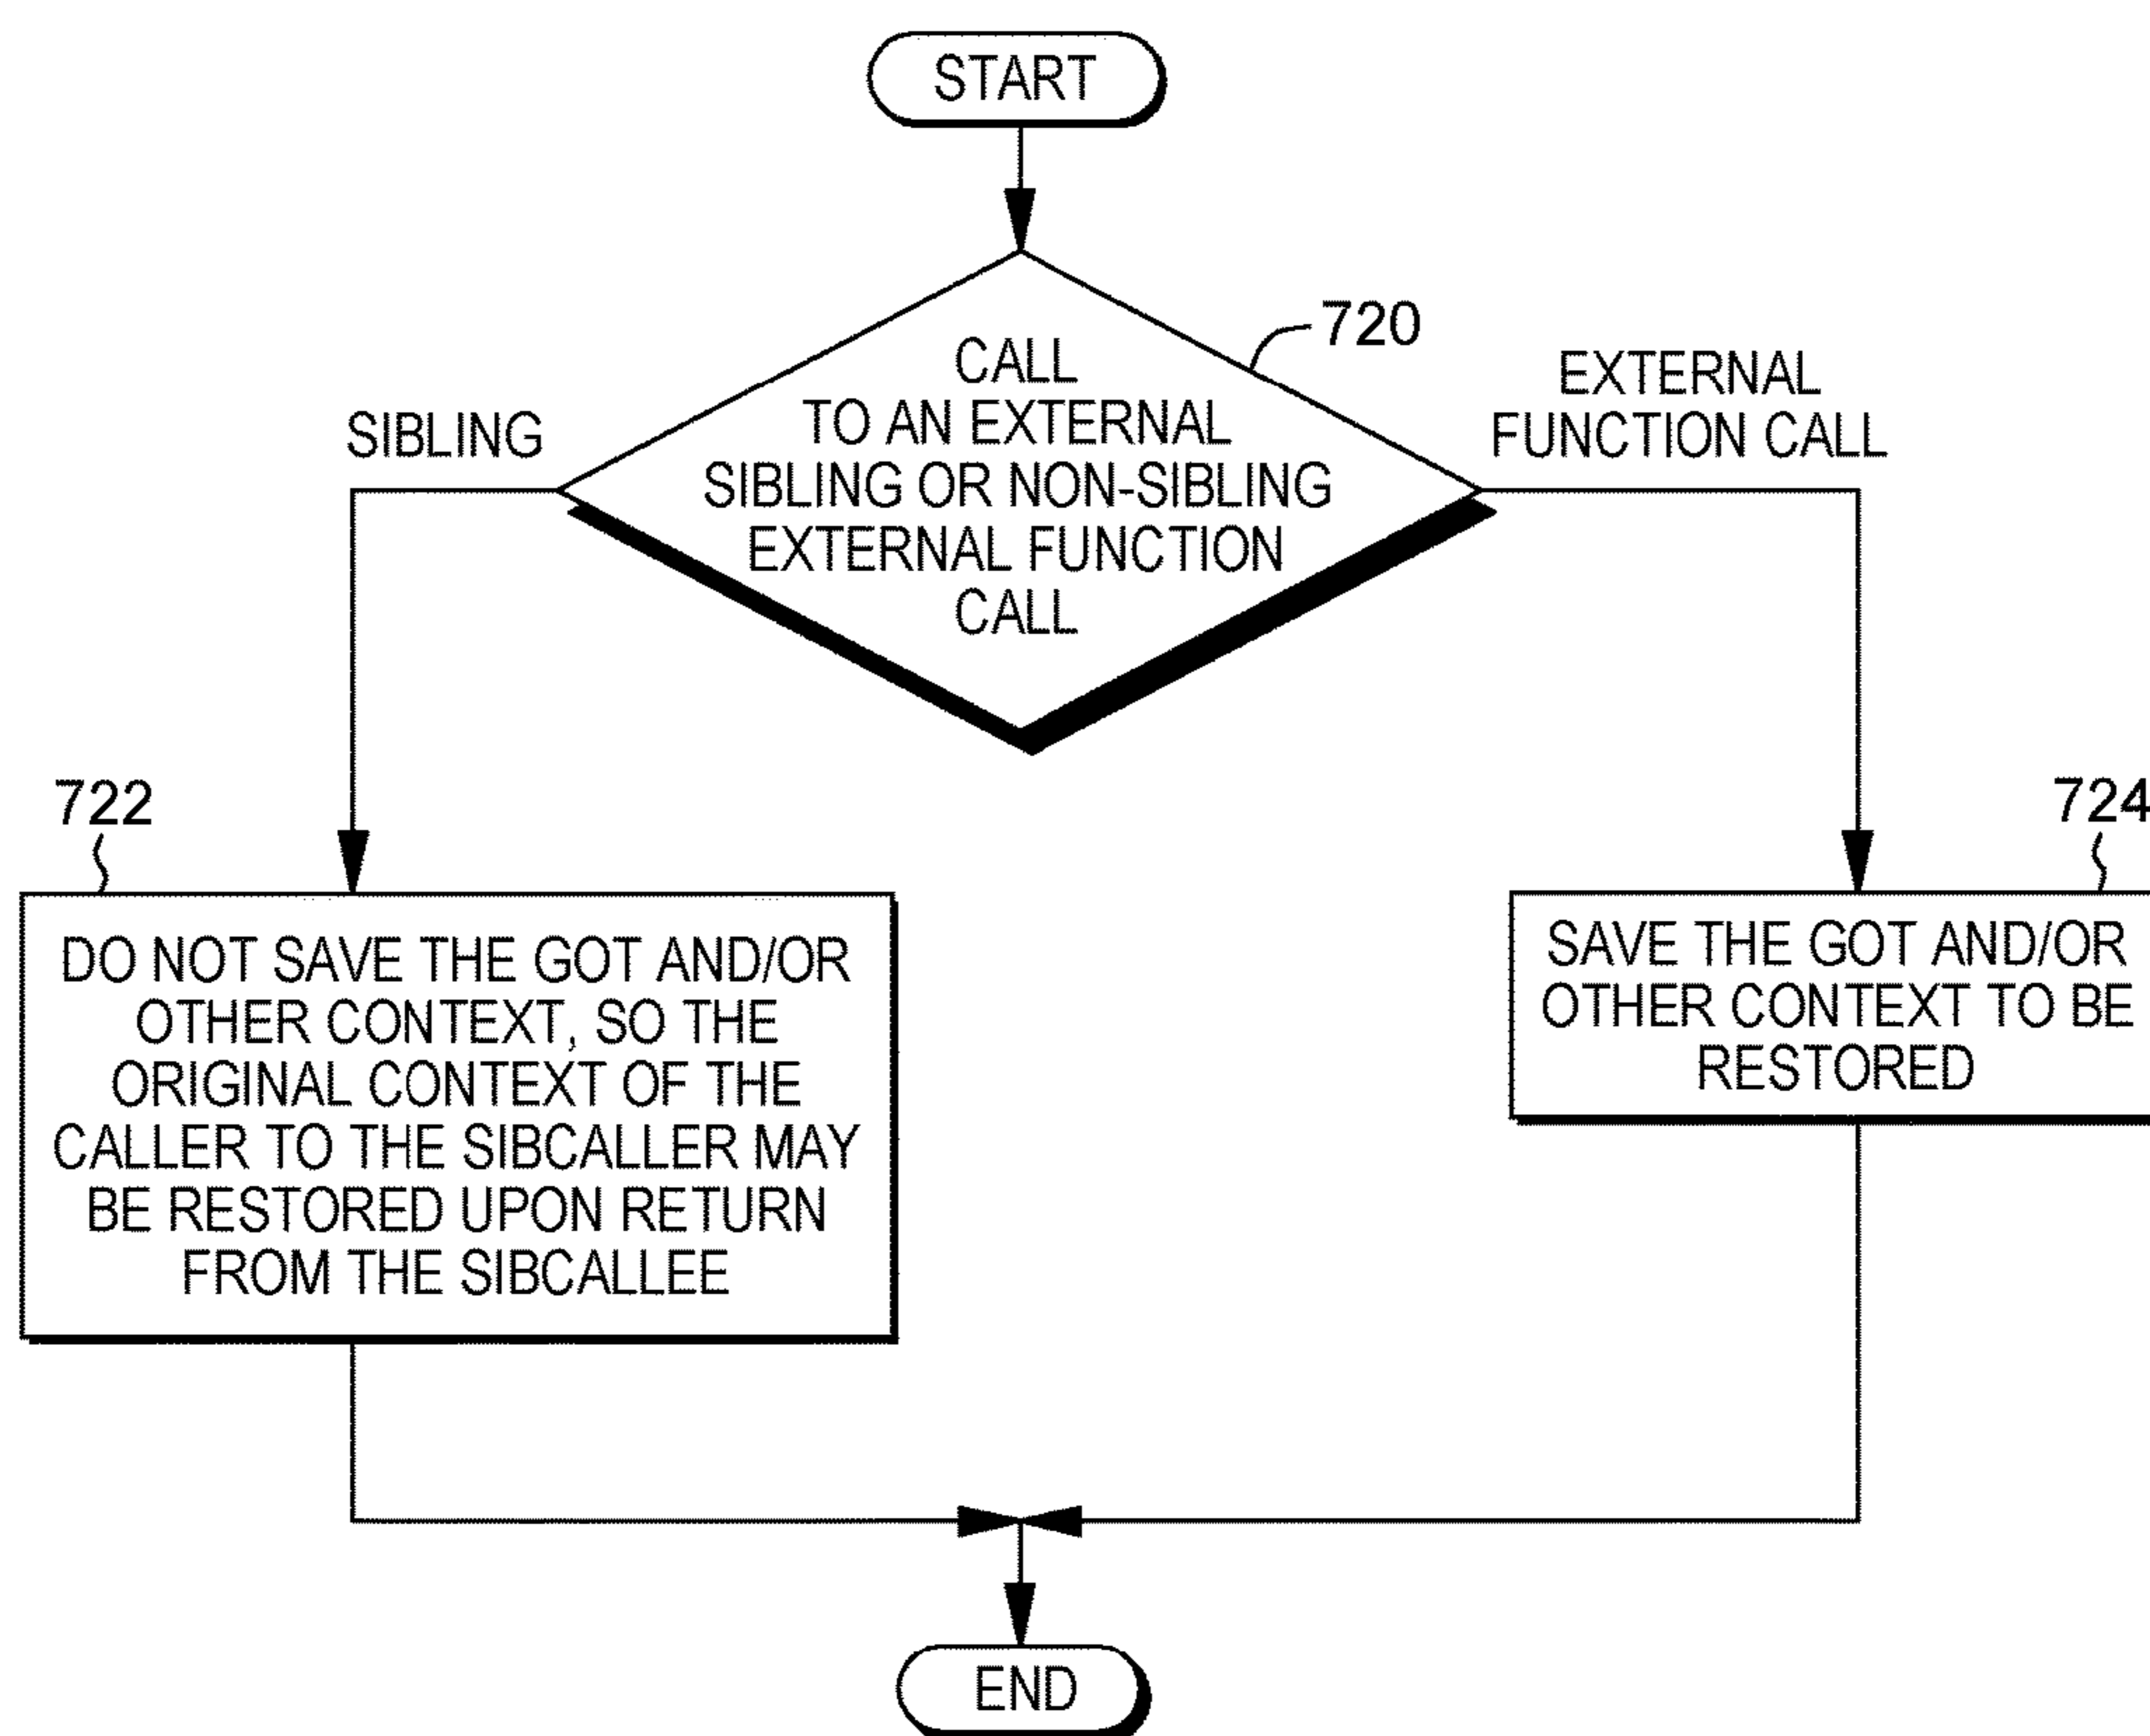 START
720
CALL
TO AN EXTERNAL
SIBLING OR NON-SIBLING
EXTERNAL FUNCTION
CALL
SIBLING
EXTERNAL
FUNCTION CALL
722
DO NOT SAVE THE GOT AND/OR
OTHER CONTEXT, SO THE
ORIGINAL CONTEXT OF THE
CALLER TO THE SIBCALLER MAY
BE RESTORED UPON RETURN
FROM THE SIBCALLEE
724
SAVE THE GOT AND/OR
OTHER CONTEXT TO BE
RESTORED
END